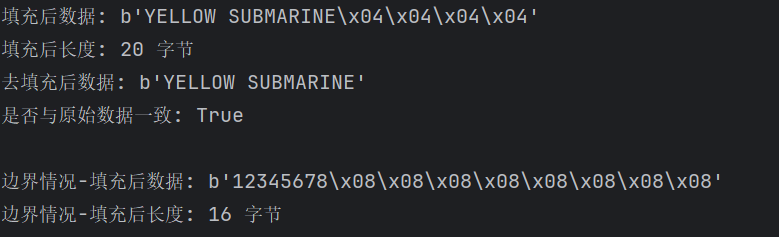 填充后数据: b'YELLOW SUBMARINE\x04\x04\x04\x04'
填充后长度: 20 字节
去填充后数据: b'YELLOW SUBMARINE'
是否与原始数据一致: True
边界情况-填充后数据: b'12345678\x08\x08\x08\x08\x08\x08\x08\x08'
边界情况-填充后长度: 16 字节